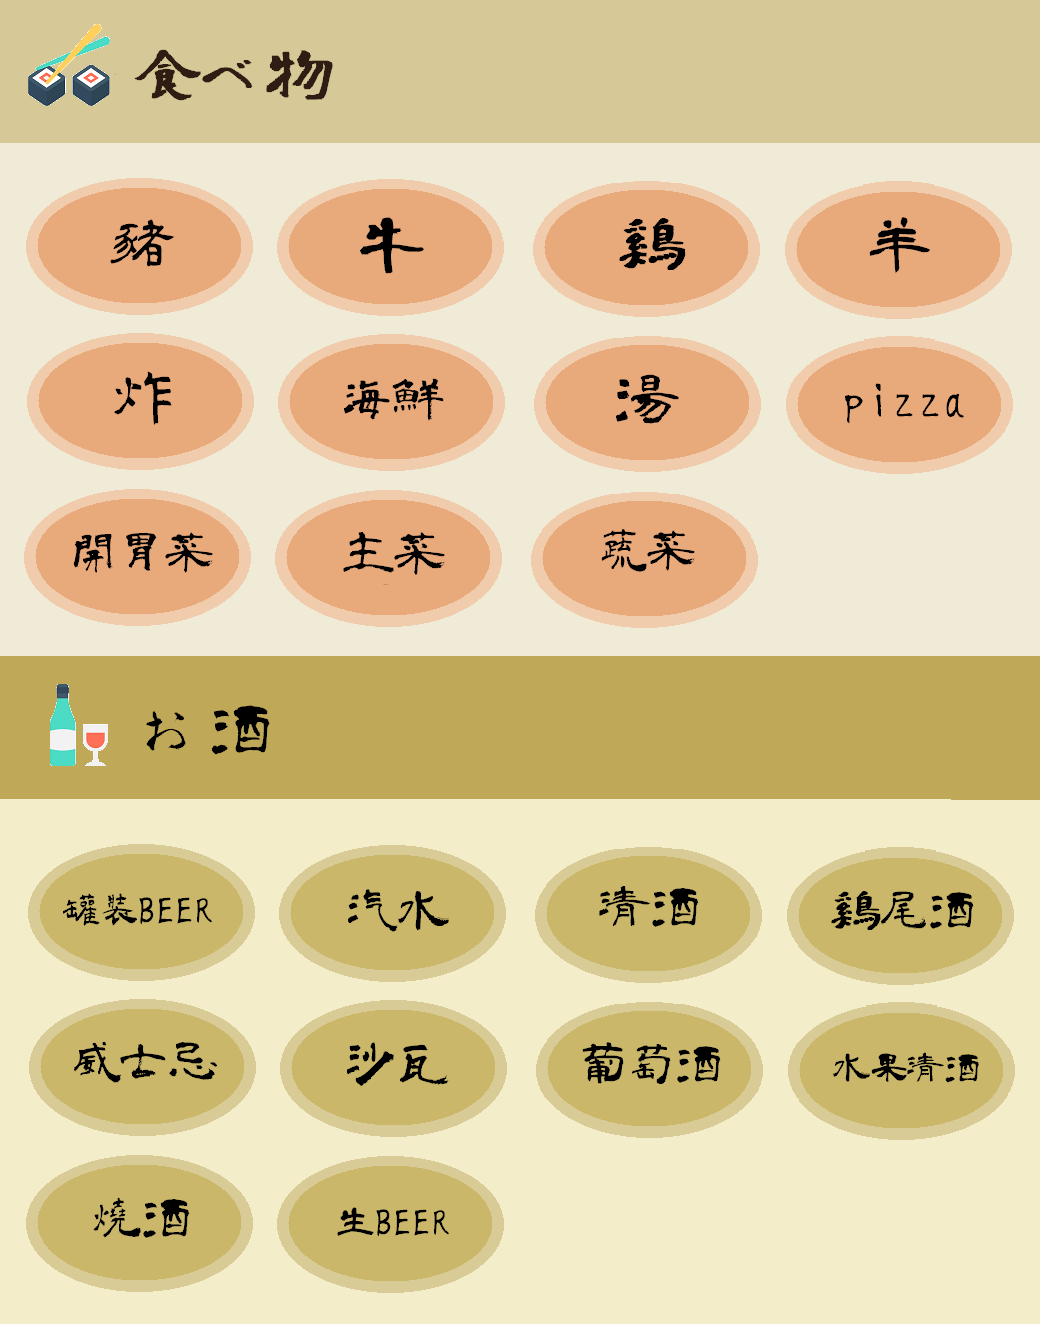 食べ物
豬 牛 鶏 羊
炸 海鮮 湯 pizza
開胃菜 主菜 蔬菜
お酒
罐裝BEER 汽水 清酒 鶏尾酒
威士忌 沙瓦 葡萄酒 水果清酒
燒酒 生BEER